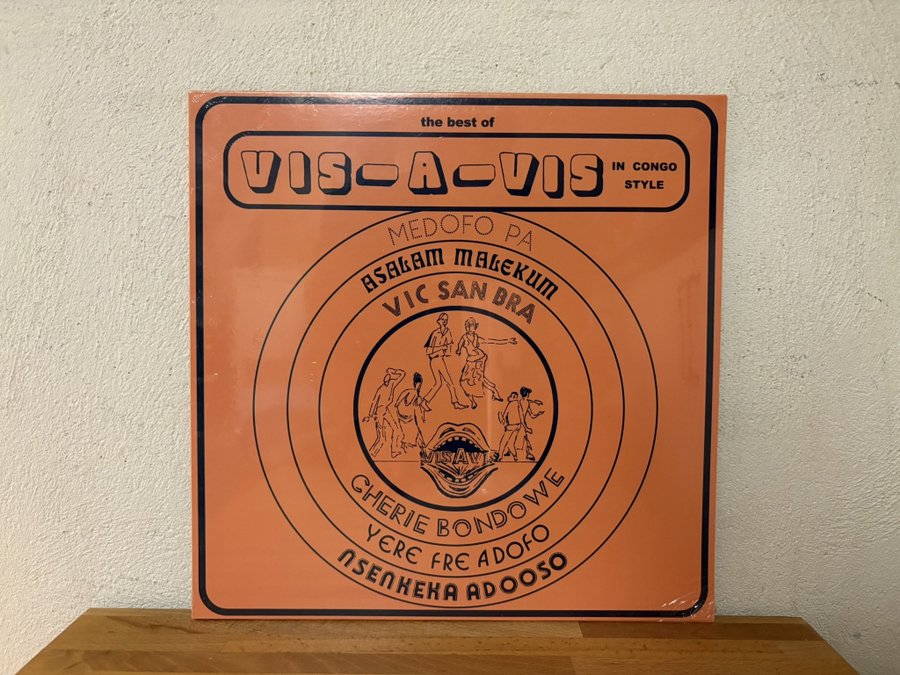 the best of
VIS-A-VIS
IN CONGO
STYLE
MEDOFO PA
ASALAM MALEKUM
VIC SAN BRA
VISAVIS
CHERIE BONDOWE
YERE FRE ADOFO
NSENKEKA ADOOSO